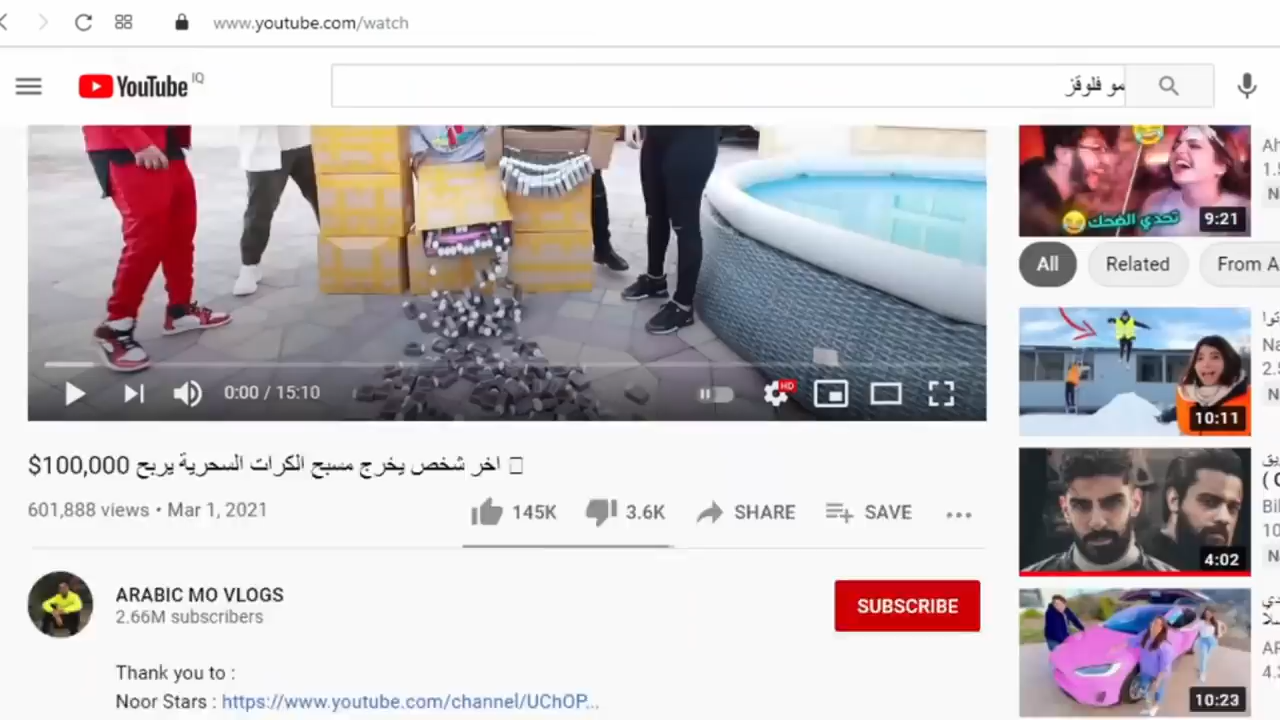 www.youtube.com/watch
YouTube IQ
مو فلوقز
0:00 / 15:10
HD
اخر شخص يخرج مسبح الكرات السحرية يربح $100,000
601,888 views • Mar 1, 2021
145K
3.6K
SHARE
SAVE
ARABIC MO VLOGS
2.66M subscribers
SUBSCRIBE
Thank you to :
Noor Stars : https://www.youtube.com/channel/UChOP...
تحدي الضحك
9:21
All
Related
From A
10:11
4:02
10:23